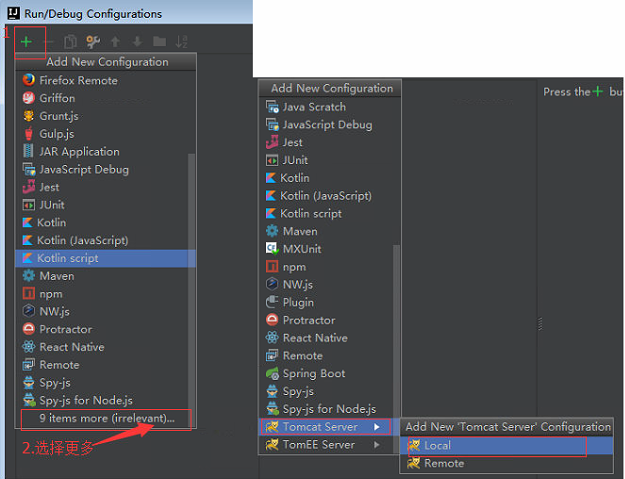 Run/Debug Configurations
1
Add New Configuration
Firefox Remote
Griffon
Grunt.js
Gulp.js
JAR Application
JavaScript Debug
Jest
JUnit
Kotlin
Kotlin (JavaScript)
Kotlin script
Maven
npm
NW.js
Protractor
React Native
Remote
Spy-js
Spy-js for Node.js
9 items more (irrelevant)...
2.选择更多
Add New Configuration
Java Scratch
JavaScript Debug
Jest
JUnit
Kotlin
Kotlin (JavaScript)
Kotlin script
Maven
MXUnit
npm
NW.js
Plugin
Protractor
React Native
Remote
Spring Boot
Spy-js
Spy-js for Node.js
Tomcat Server
TomEE Server
Press the + bu
Add New 'Tomcat Server' Configuration
Local
Remote